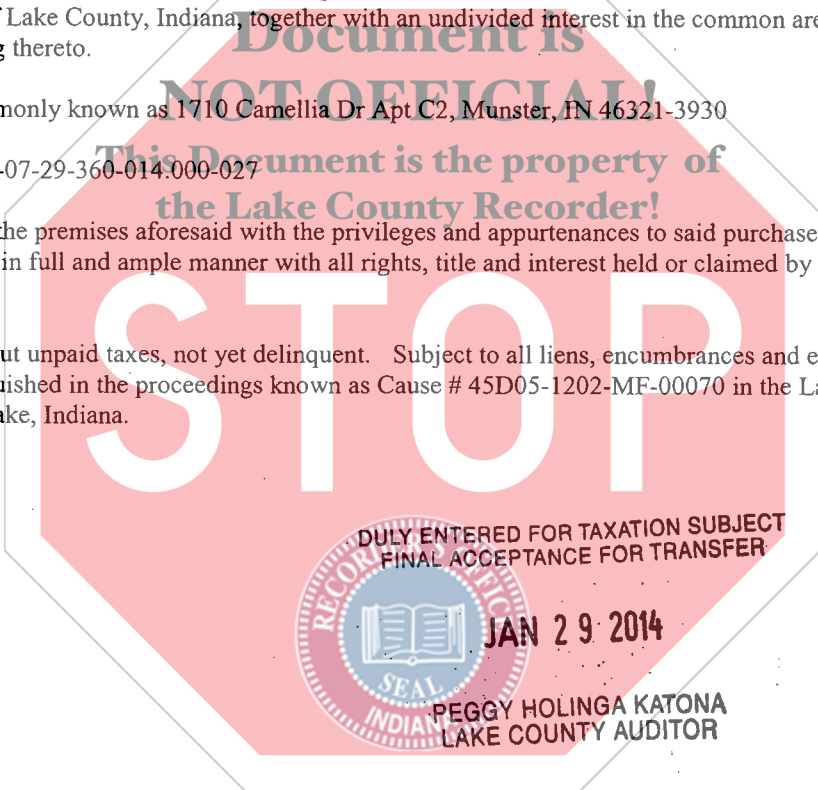 Lake County, Indiana, together with an undivided interest in the common are
Document is
thereto.
NOT OFFICIAL!
monly known as 1710 Camellia Dr Apt C2, Munster, IN 46321-3930
This Document is the property of
-07-29-360-014.000-027
the Lake County Recorder!
the premises aforesaid with the privileges and appurtenances to said purchase
in full and ample manner with all rights, title and interest held or claimed by
STOP
ut unpaid taxes, not yet delinquent. Subject to all liens, encumbrances and e
uished in the proceedings known as Cause # 45D05-1202-MF-00070 in the La
ake, Indiana.
DULY ENTERED FOR TAXATION SUBJECT
FINAL ACCEPTANCE FOR TRANSFER
RECORDER'S OFFICE
JAN 29 2014
SEAL
INDIANA
PEGGY HOLINGA KATONA
LAKE COUNTY AUDITOR